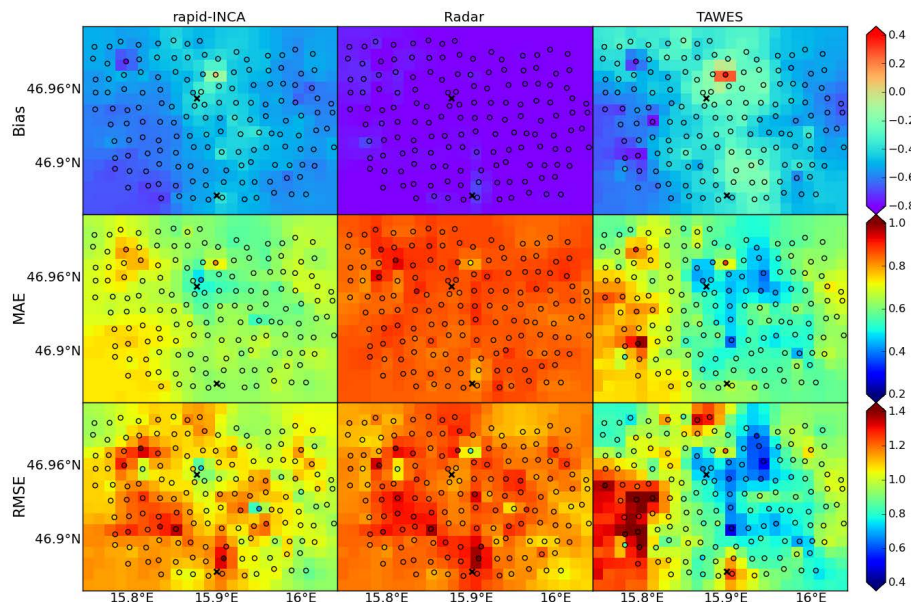 rapid-INCA Radar TAWES
Bias
46.96°N
46.9°N
0.4
0.2
0.0
−0.2
−0.4
−0.6
−0.8
MAE
46.96°N
46.9°N
1.0
0.8
0.6
0.4
0.2
RMSE
46.96°N
46.9°N
1.4
1.2
1.0
0.8
0.6
0.4
15.8°E 15.9°E 16°E 15.8°E 15.9°E 16°E 15.8°E 15.9°E 16°E